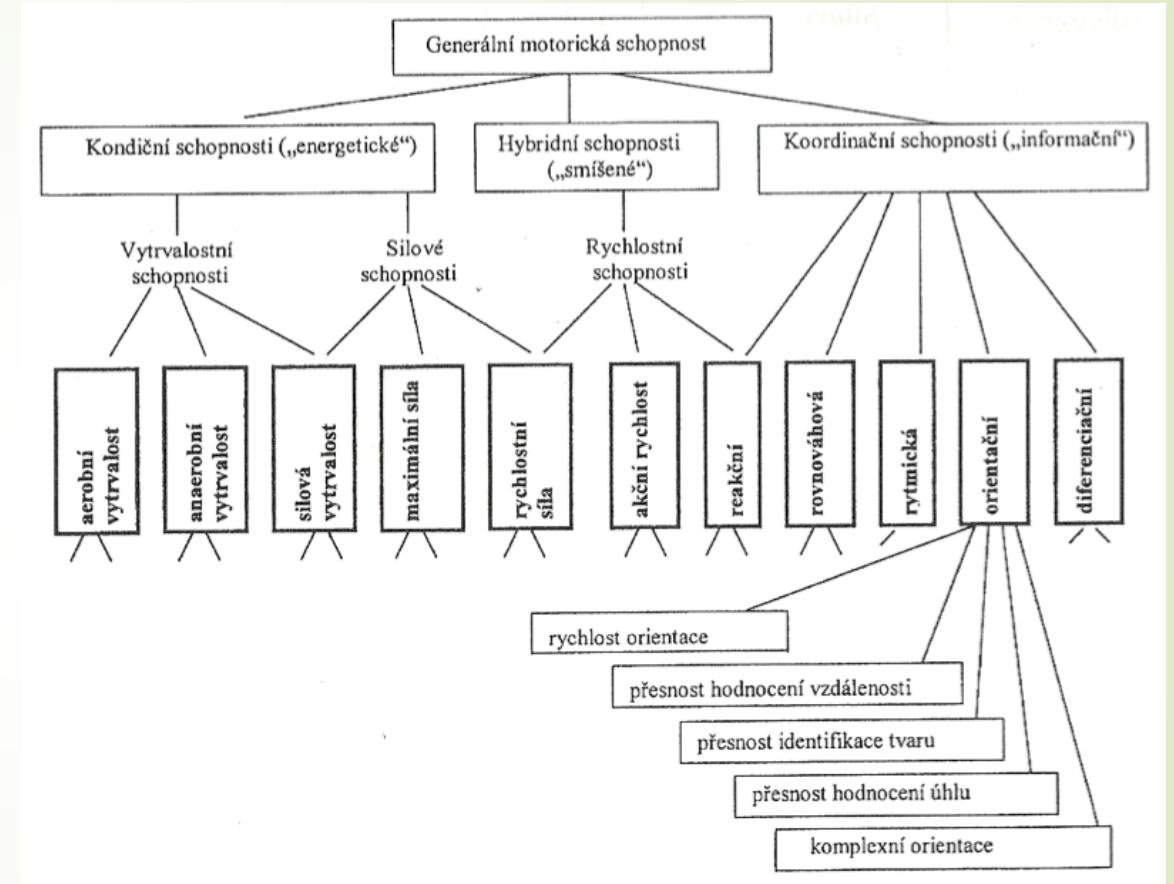 Generální motorická schopnost
Kondiční schopnosti („energetické“)
Hybridní schopnosti
(„smíšené“)
Koordinační schopnosti („informační“)
Vytrvalostní
schopnosti
Silové
schopnosti
Rychlostní
schopnosti
aerobní
vytrvalost
anaerobní
vytrvalost
silová
vytrvalost
maximální síla
rychlostní
síla
akční rychlost
reakční
rovnováhová
rytmická
orientační
diferenciační
rychlost orientace
přesnost hodnocení vzdálenosti
přesnost identifikace tvaru
přesnost hodnocení úhlu
komplexní orientace